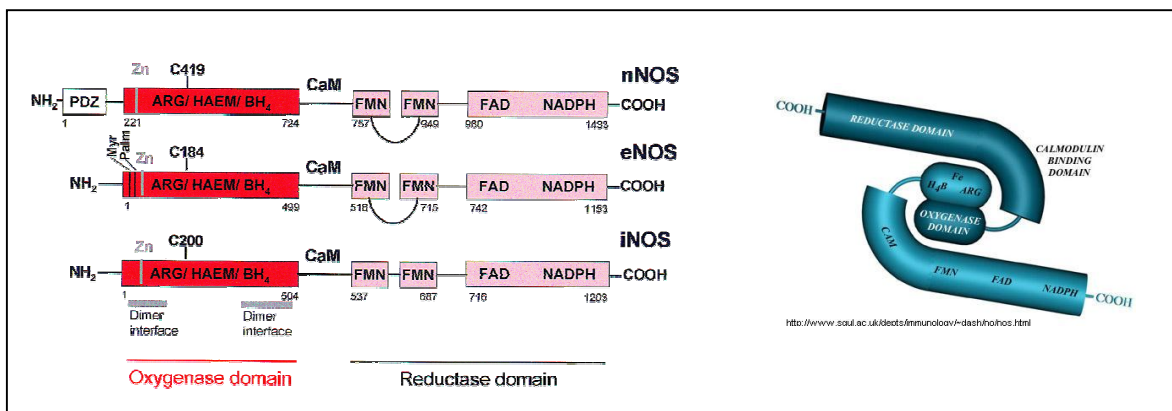 nNOS
Zn C419 CaM
NH2 PDZ ARG/ HAEM/ BH4 FMN FMN FAD NADPH COOH
1 221 724 757 949 980 1433
eNOS
Myr Palm Zn C184 CaM
NH2 ARG/ HAEM/ BH4 FMN FMN FAD NADPH COOH
1 499 518 715 742 1153
iNOS
Zn C200 CaM
NH2 ARG/ HAEM/ BH4 FMN FMN FAD NADPH COOH
1 504 537 687 716 1203
Dimer Dimer
interface interface
Oxygenase domain Reductase domain
COOH
REDUCTASE DOMAIN
CALMODULIN
BINDING
DOMAIN
Fe
H4B ARG
OXYGENASE
DOMAIN
CAM
FMN FAD NADPH
COOH